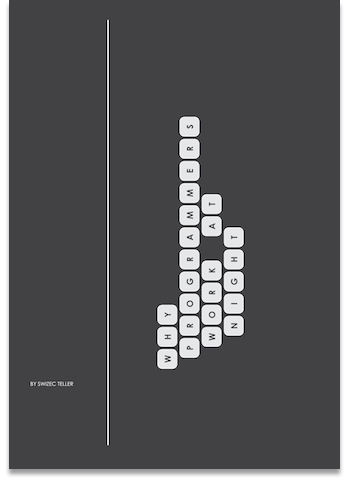 WHY
PROGRAMMERS
WORK AT
NIGHT
BY SWIZEC TELLER